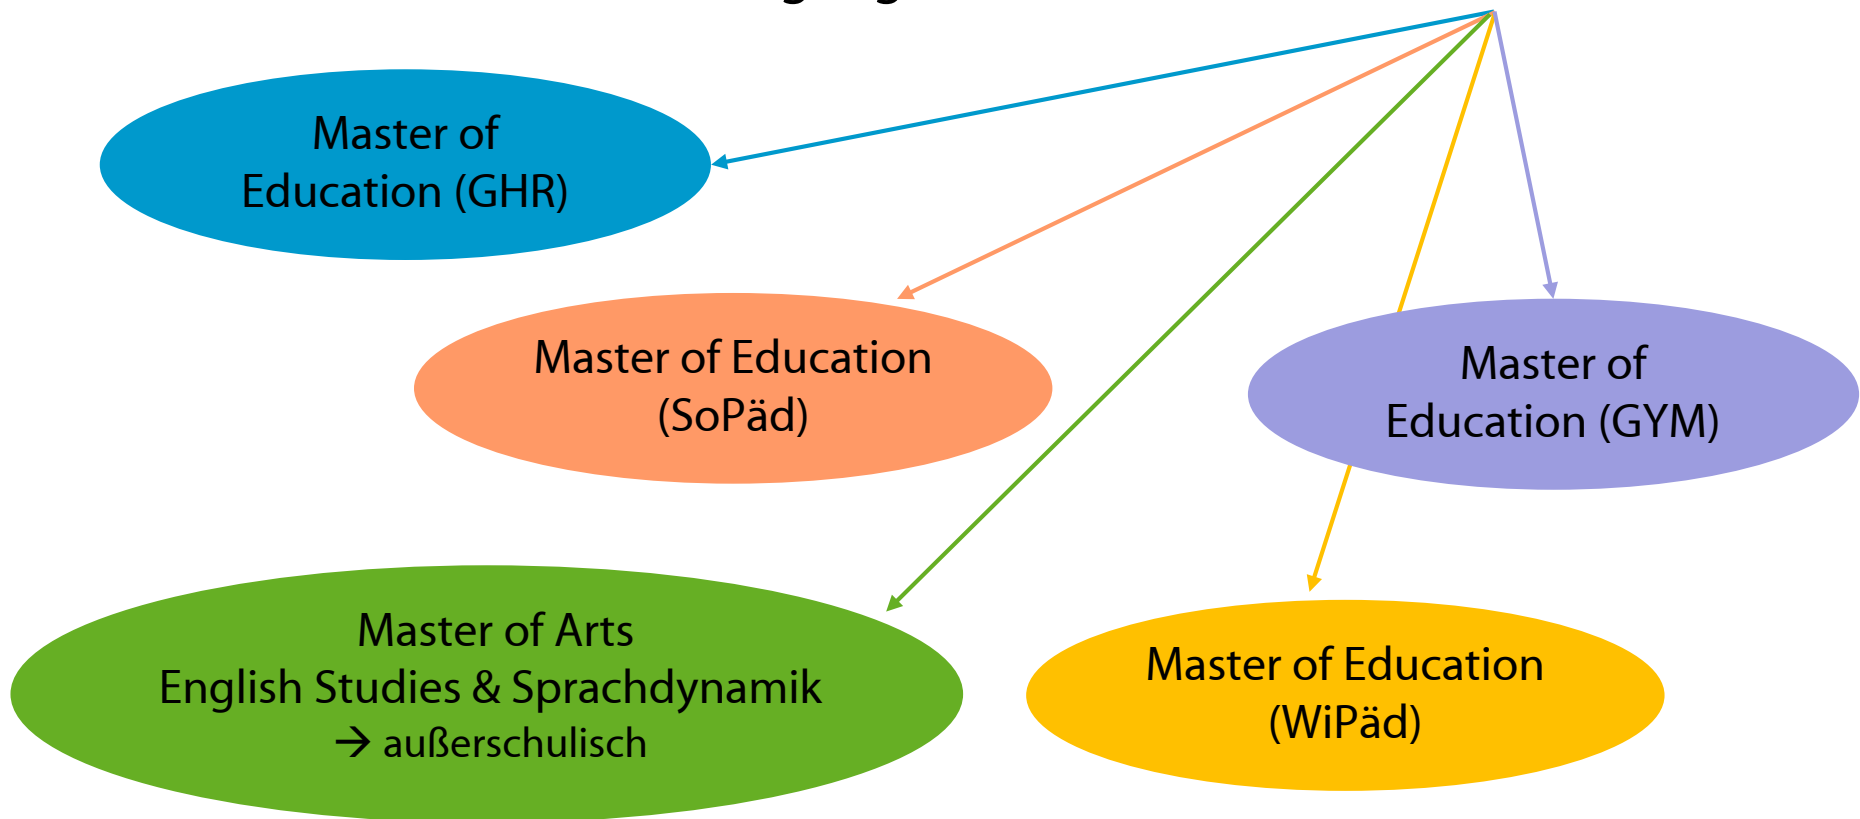 Master of
Education (GHR)
Master of Education
(SoPäd)
Master of
Education (GYM)
Master of Arts
English Studies & Sprachdynamik
→ außerschulisch
Master of Education
(WiPäd)